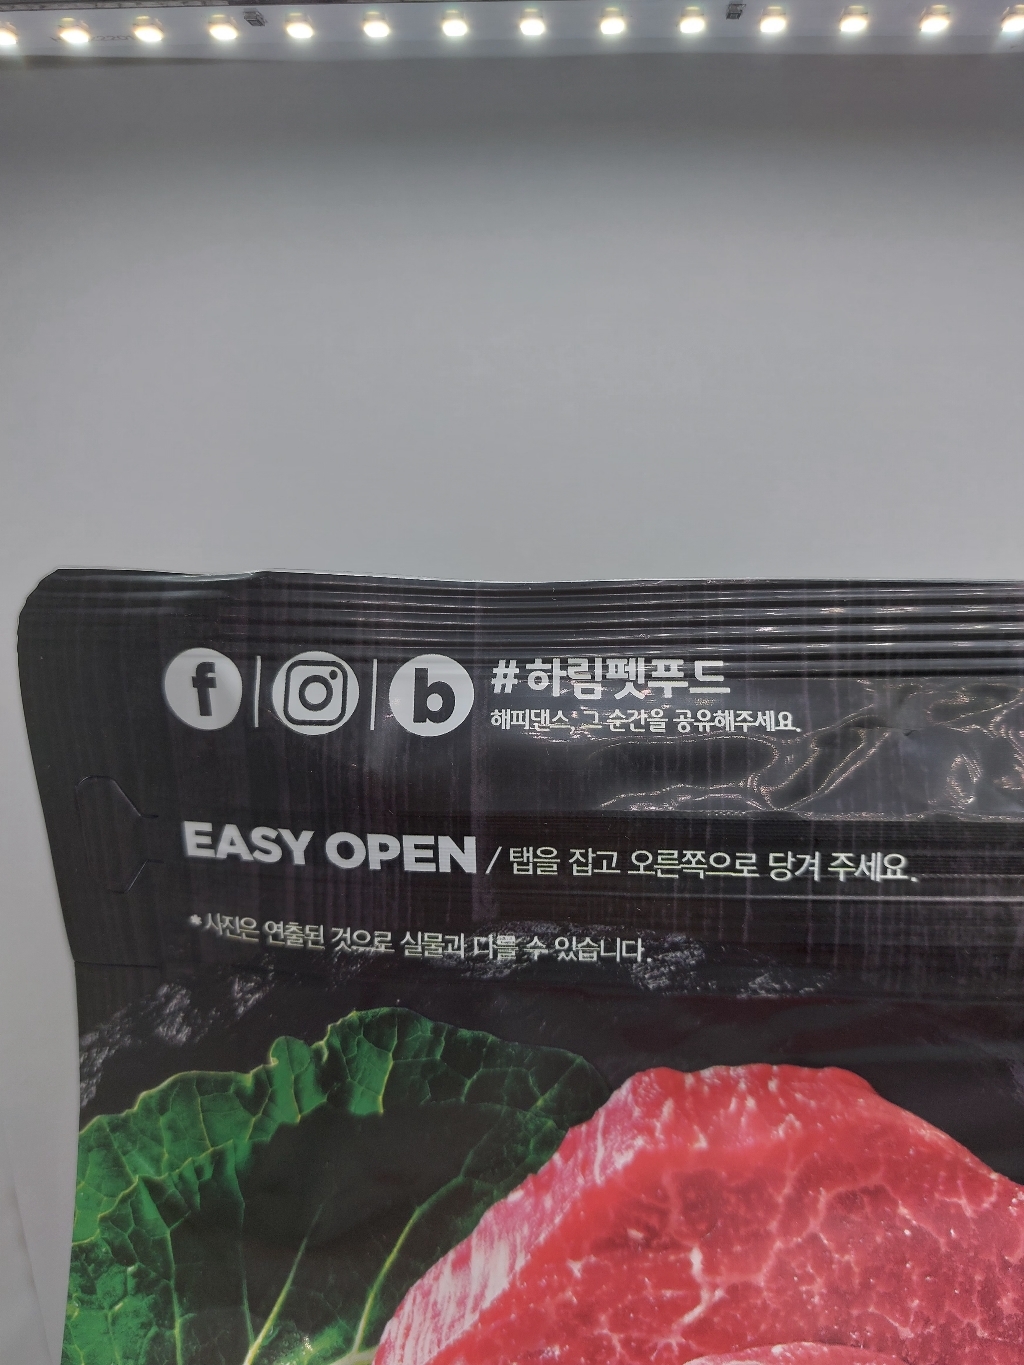 f | b #하림펫푸드
해피댄스, 그 순간을 공유해주세요.
EASY OPEN / 탭을 잡고 오른쪽으로 당겨 주세요.
*사진은 연출된 것으로 실물과 다를 수 있습니다.